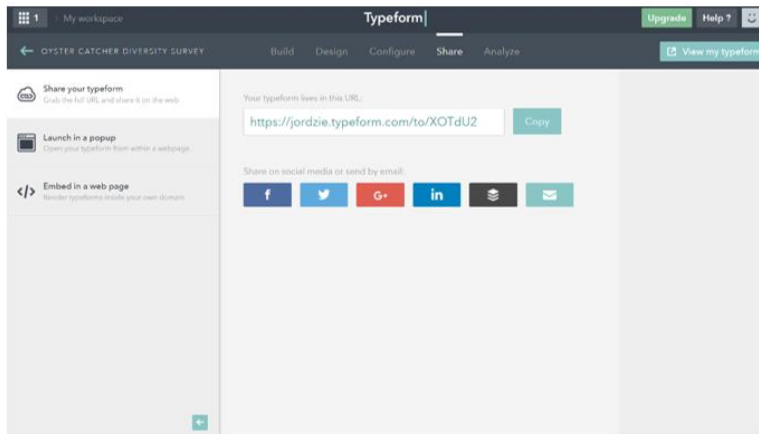 1 > My workspace
Typeform
Upgrade
Help ?
← OYSTER CATCHER DIVERSITY SURVEY
Build
Design
Configure
Share
Analyze
View my typeform
Share your typeform
Grab the full URL and share it on the web
Launch in a popup
Open your typeform from within a webpage
Embed in a web page
Render typeforms inside your own domain
Your typeform lives in this URL:
https://jordzie.typeform.com/to/XOTdU2
Copy
Share on social media or send by email:
f
G+
in